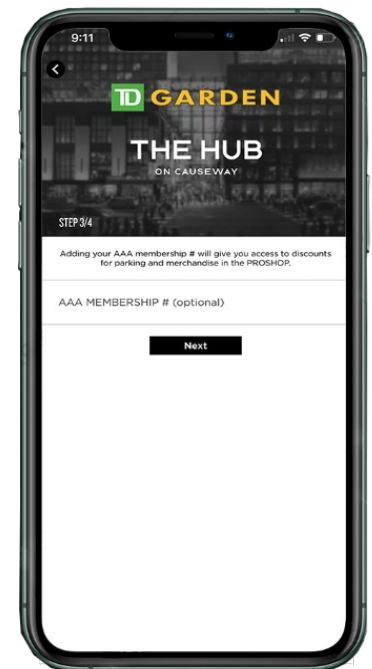 9:11
TD GARDEN
THE HUB
ON CAUSEWAY
STEP 3/4
Adding your AAA membership # will give you access to discounts
for parking and merchandise in the PROSHOP.
AAA MEMBERSHIP # (optional)
Next